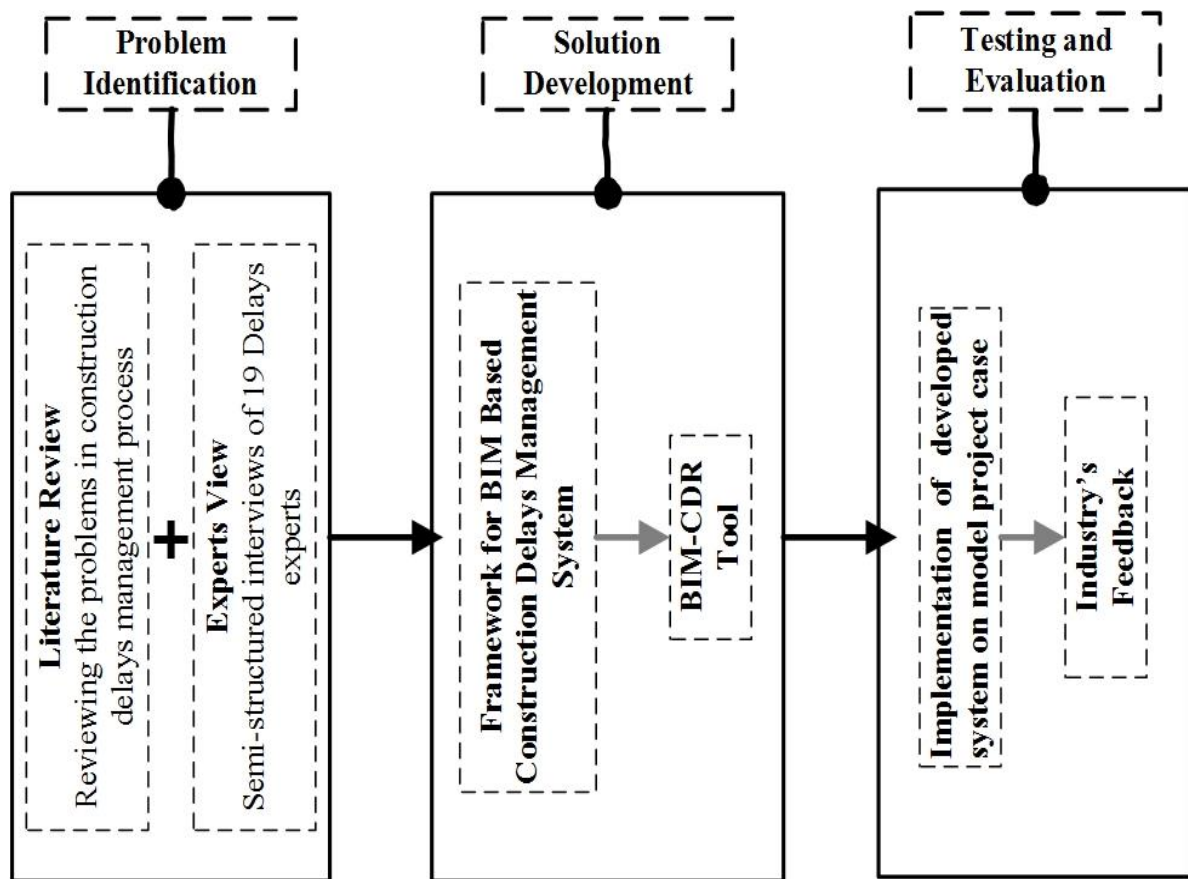 Problem
Identification
Literature Review
Reviewing the problems in construction
delays management process
+
Experts View
Semi-structured interviews of 19 Delays
experts
Solution
Development
Framework for BIM Based
Construction Delays Management
System
BIM-CDR
Tool
Testing and
Evaluation
Implementation of developed
system on model project case
Industry's
Feedback